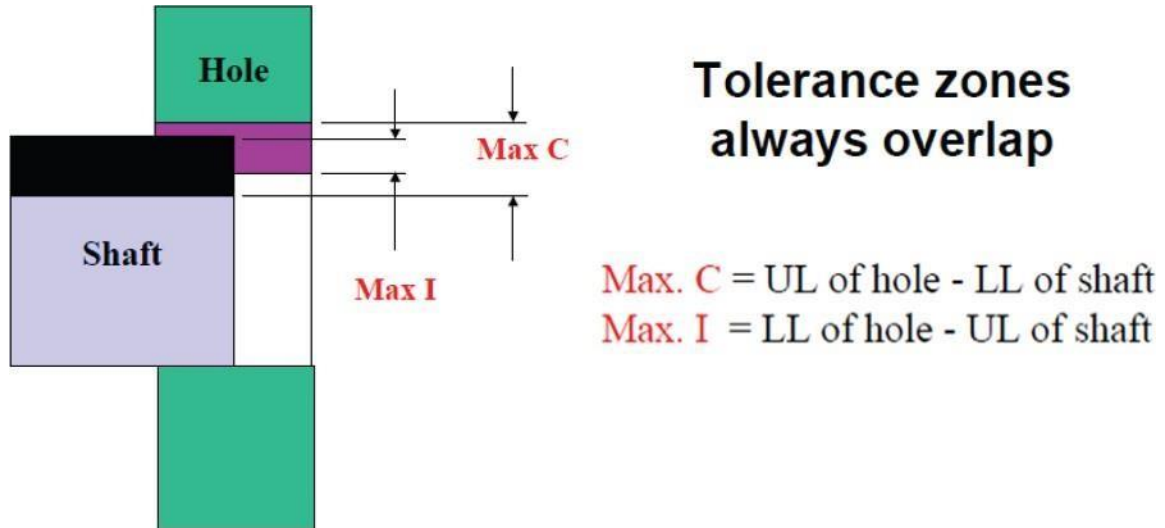 Hole
Max C
Shaft
Max I
Tolerance zones
always overlap
Max. C = UL of hole - LL of shaft
Max. I = LL of hole - UL of shaft